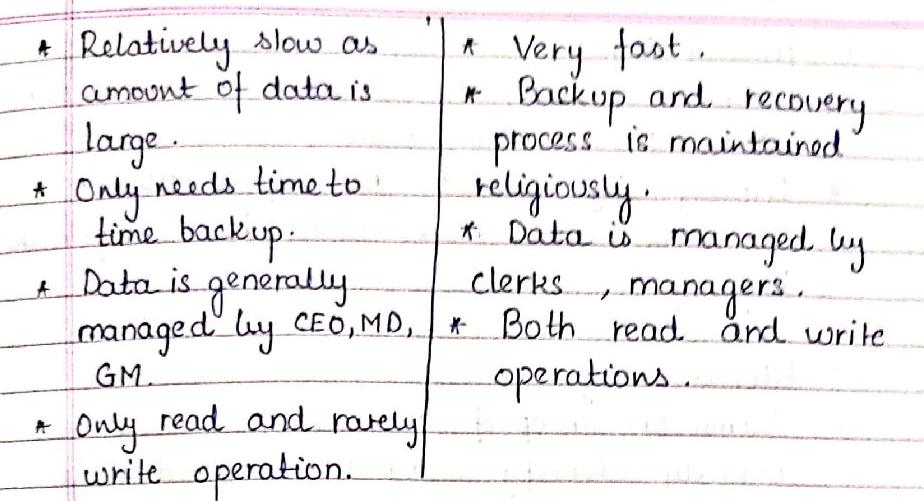 * Relatively slow as
amount of data is
large.
* Only needs time to
time backup.
* Data is generally
managed by CEO, MD,
GM.
* Only read and rarely
write operation.
* Very fast.
* Backup and recovery
process is maintained
religiously.
* Data is managed by
clerks, managers.
* Both read and write
operations.